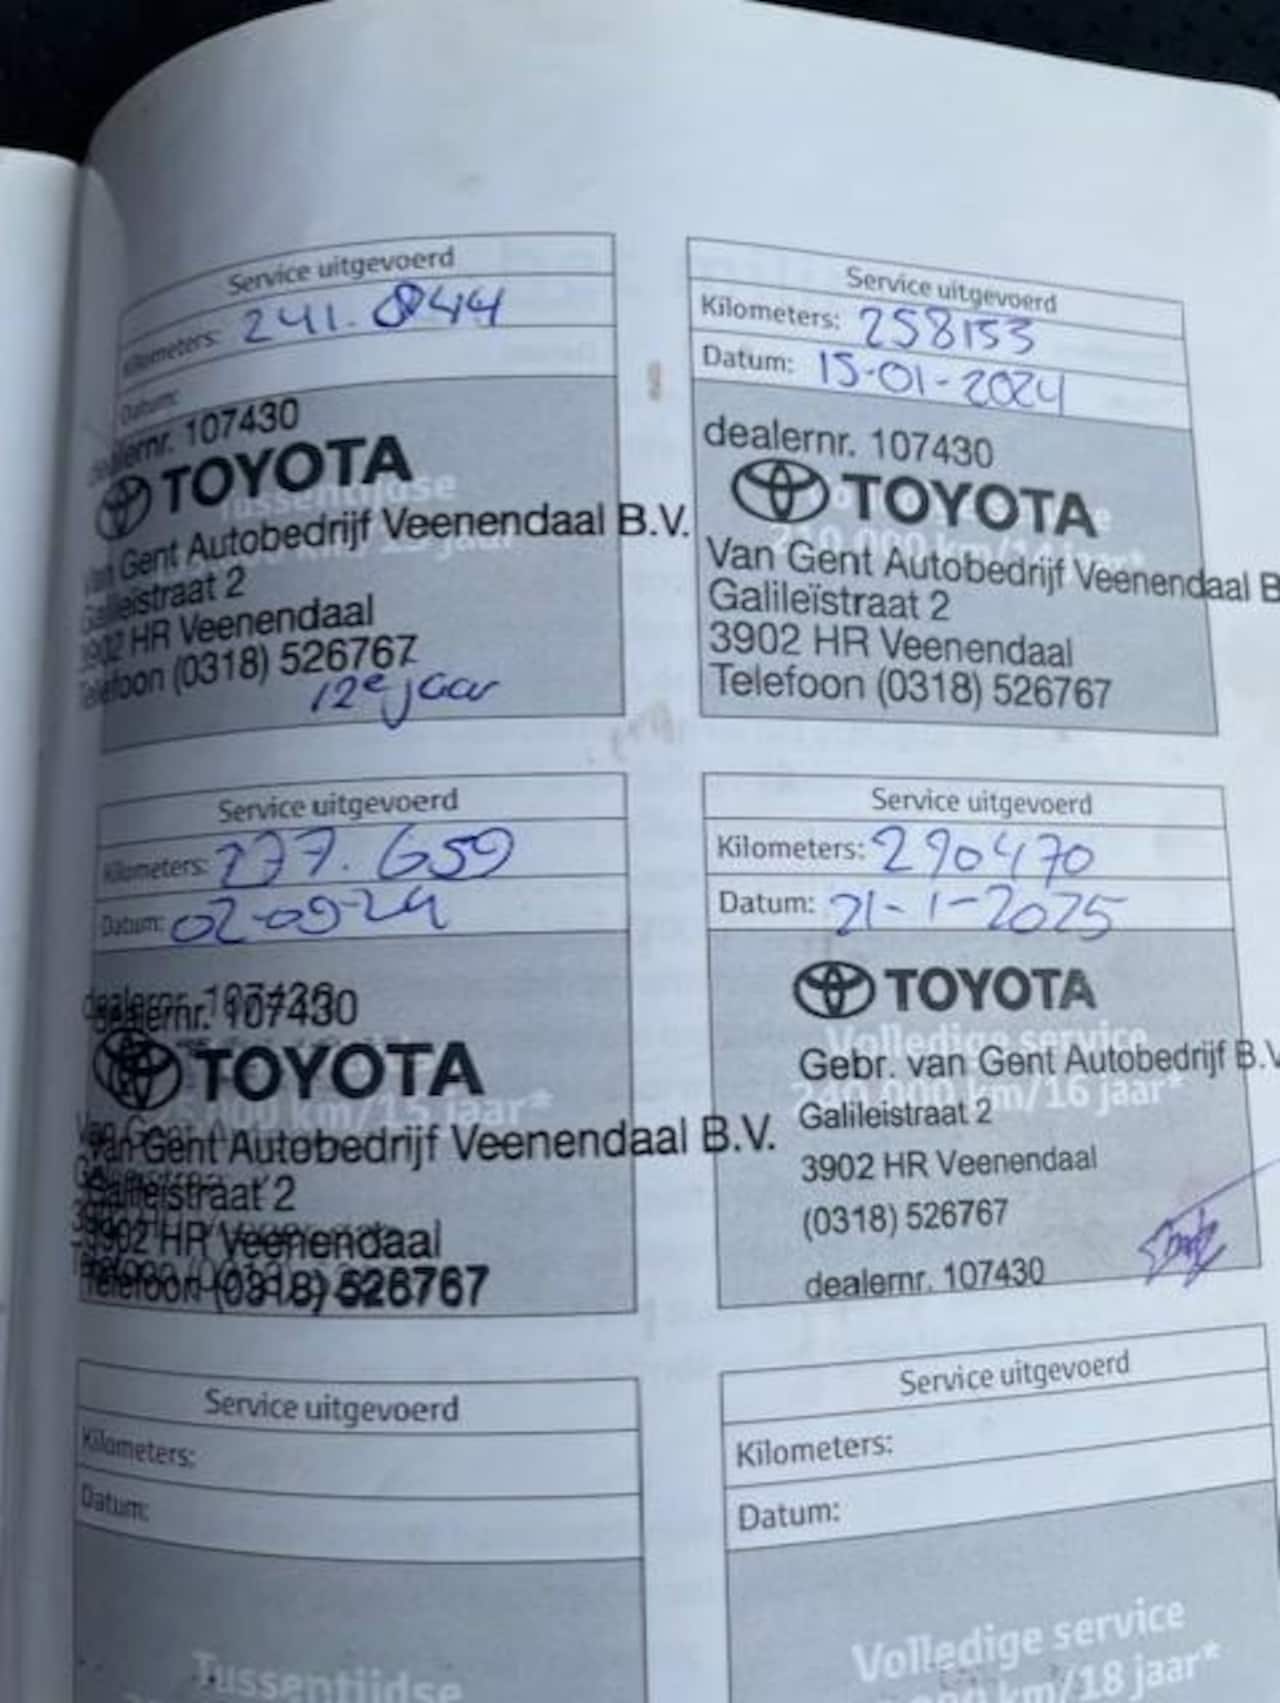 Service uitgevoerd
Kilometers: 241.844
Datum:
dealernr. 107430
TOYOTA
Tussentijdse
Van Gent Autobedrijf Veenendaal B.V.
jaar
Galileïstraat 2
3902 HR Veenendaal
Telefoon (0318) 526767
12e jaar
Service uitgevoerd
Kilometers: 258153
Datum: 15-01-2024
dealernr. 107430
TOYOTA
Van Gent Autobedrijf Veenendaal B
Galileïstraat 2
3902 HR Veenendaal
Telefoon (0318) 526767
Service uitgevoerd
Kilometers: 277.659
Datum: 02-09-24
dealernr. 107430
TOYOTA
km/15 jaar*
Van Gent Autobedrijf Veenendaal B.V.
Galileïstraat 2
3902 HR Veenendaal
Telefoon (0318) 526767
Service uitgevoerd
Kilometers: 290470
Datum: 21-1-2025
TOYOTA
Volledige service
Gebr. van Gent Autobedrijf B.V
240.000 km/16 jaar*
Galileistraat 2
3902 HR Veenendaal
(0318) 526767
dealernr. 107430
Service uitgevoerd
Kilometers:
Datum:
Tussentijdse
Service uitgevoerd
Kilometers:
Datum:
Volledige service
km/18 jaar*